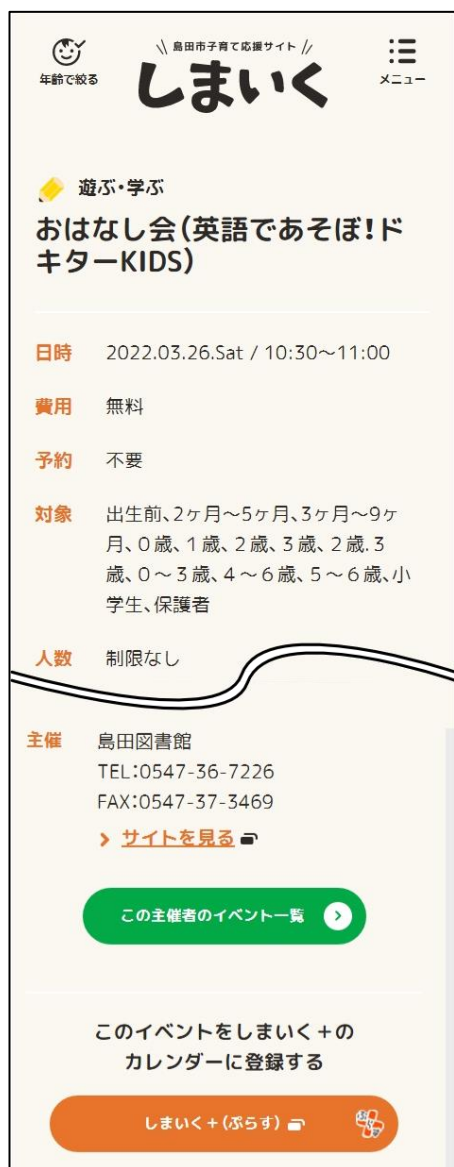 島田市子育て応援サイト
年齢で絞る
しまいく
メニュー
遊ぶ・学ぶ
おはなし会(英語であそぼ!ド
キターKIDS)
日時 2022.03.26.Sat / 10:30～11:00
費用 無料
予約 不要
対象 出生前、2ヶ月～5ヶ月、3ヶ月～9ヶ
月、0歳、1歳、2歳、3歳、2歳.3
歳、0～3歳、4～6歳、5～6歳、小
学生、保護者
人数 制限なし
主催 島田図書館
TEL:0547-36-7226
FAX:0547-37-3469
サイトを見る
この主催者のイベント一覧
このイベントをしまいく+の
カレンダーに登録する
しまいく+(ぷらす)